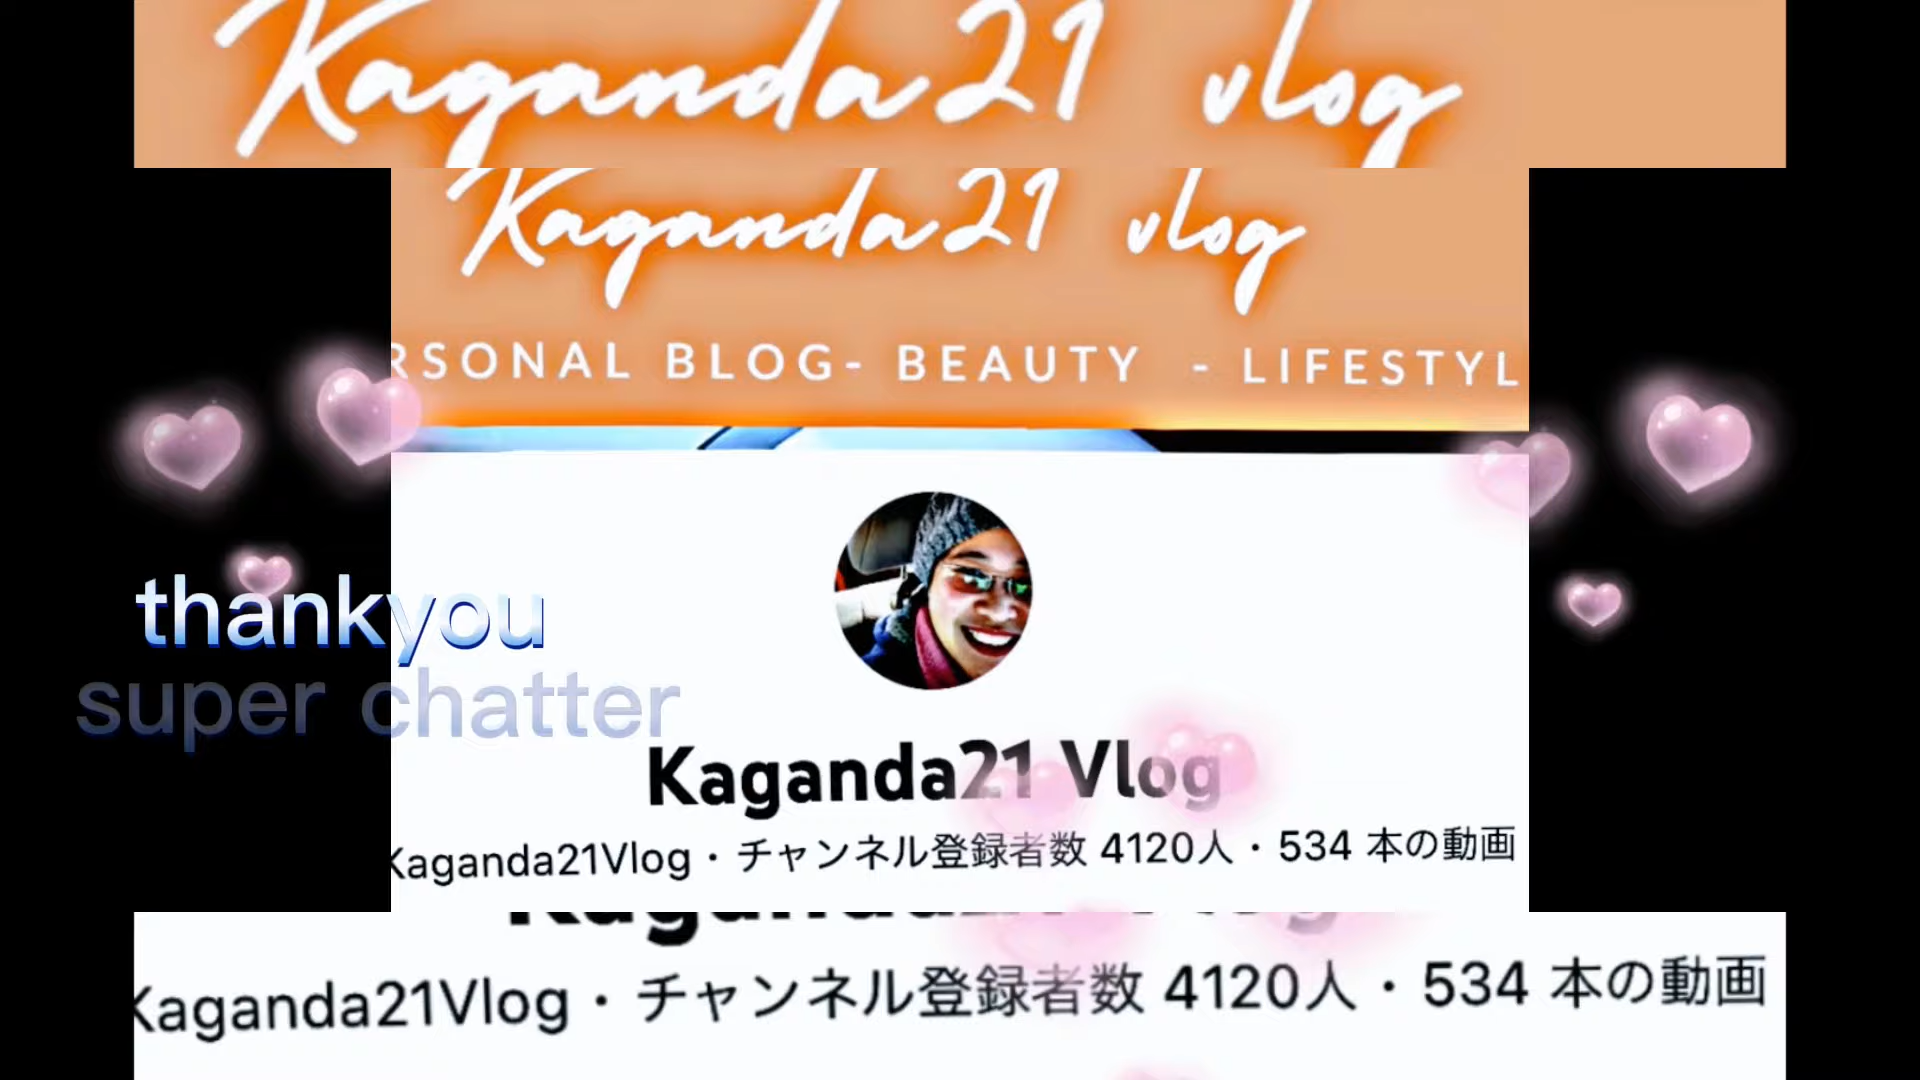 Kaganda21 vlog
Kaganda21 vlog
RSONAL BLOG- BEAUTY - LIFESTYL
thankyou
super chatter
Kaganda21 Vlog
Kaganda21Vlog・チャンネル登録者数 4120人・534 本の動画
Kaganda21Vlog・チャンネル登録者数 4120人・534 本の動画